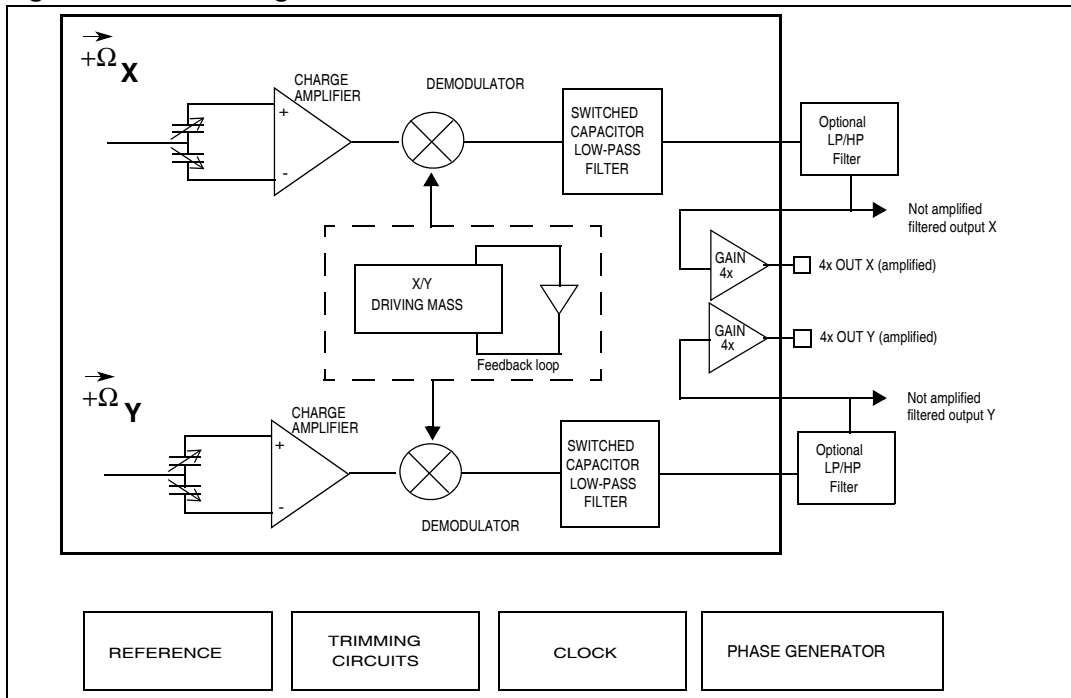 +Ω X
CHARGE
AMPLIFIER
DEMODULATOR
+
-
SWITCHED
CAPACITOR
LOW-PASS
FILTER
Optional
LP/HP
Filter
Not amplified
filtered output X
GAIN
4x
4x OUT X (amplified)
X/Y
DRIVING MASS
Feedback loop
GAIN
4x
4x OUT Y (amplified)
+Ω Y
CHARGE
AMPLIFIER
Not amplified
filtered output Y
+
-
DEMODULATOR
SWITCHED
CAPACITOR
LOW-PASS
FILTER
Optional
LP/HP
Filter
REFERENCE
TRIMMING
CIRCUITS
CLOCK
PHASE GENERATOR